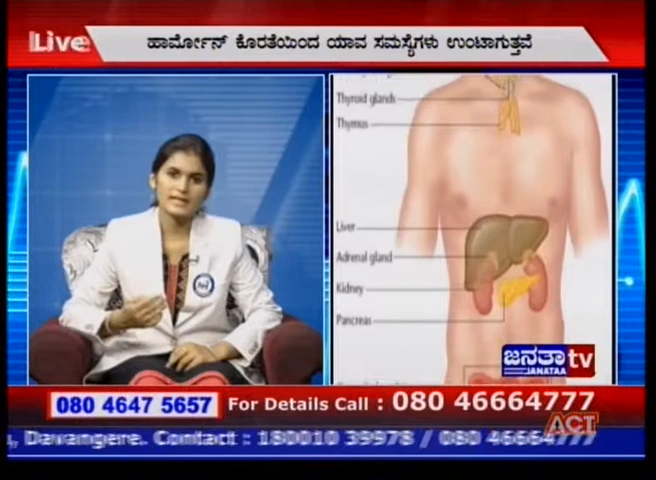 Live
ಹಾರ್ಮೋನ್ ಕೊರತೆಯಿಂದ ಯಾವ ಸಮಸ್ಯೆಗಳು ಉಂಟಾಗುತ್ತವೆ
Thyroid glands
Thymus
Liver
Adrenal gland
Kidney
Pancreas
ಜನತಾ tv
JANATAA
080 4647 5657 For Details Call : 080 46664777
ACT
Davangere. Contact : 180010 39978 / 080 46664